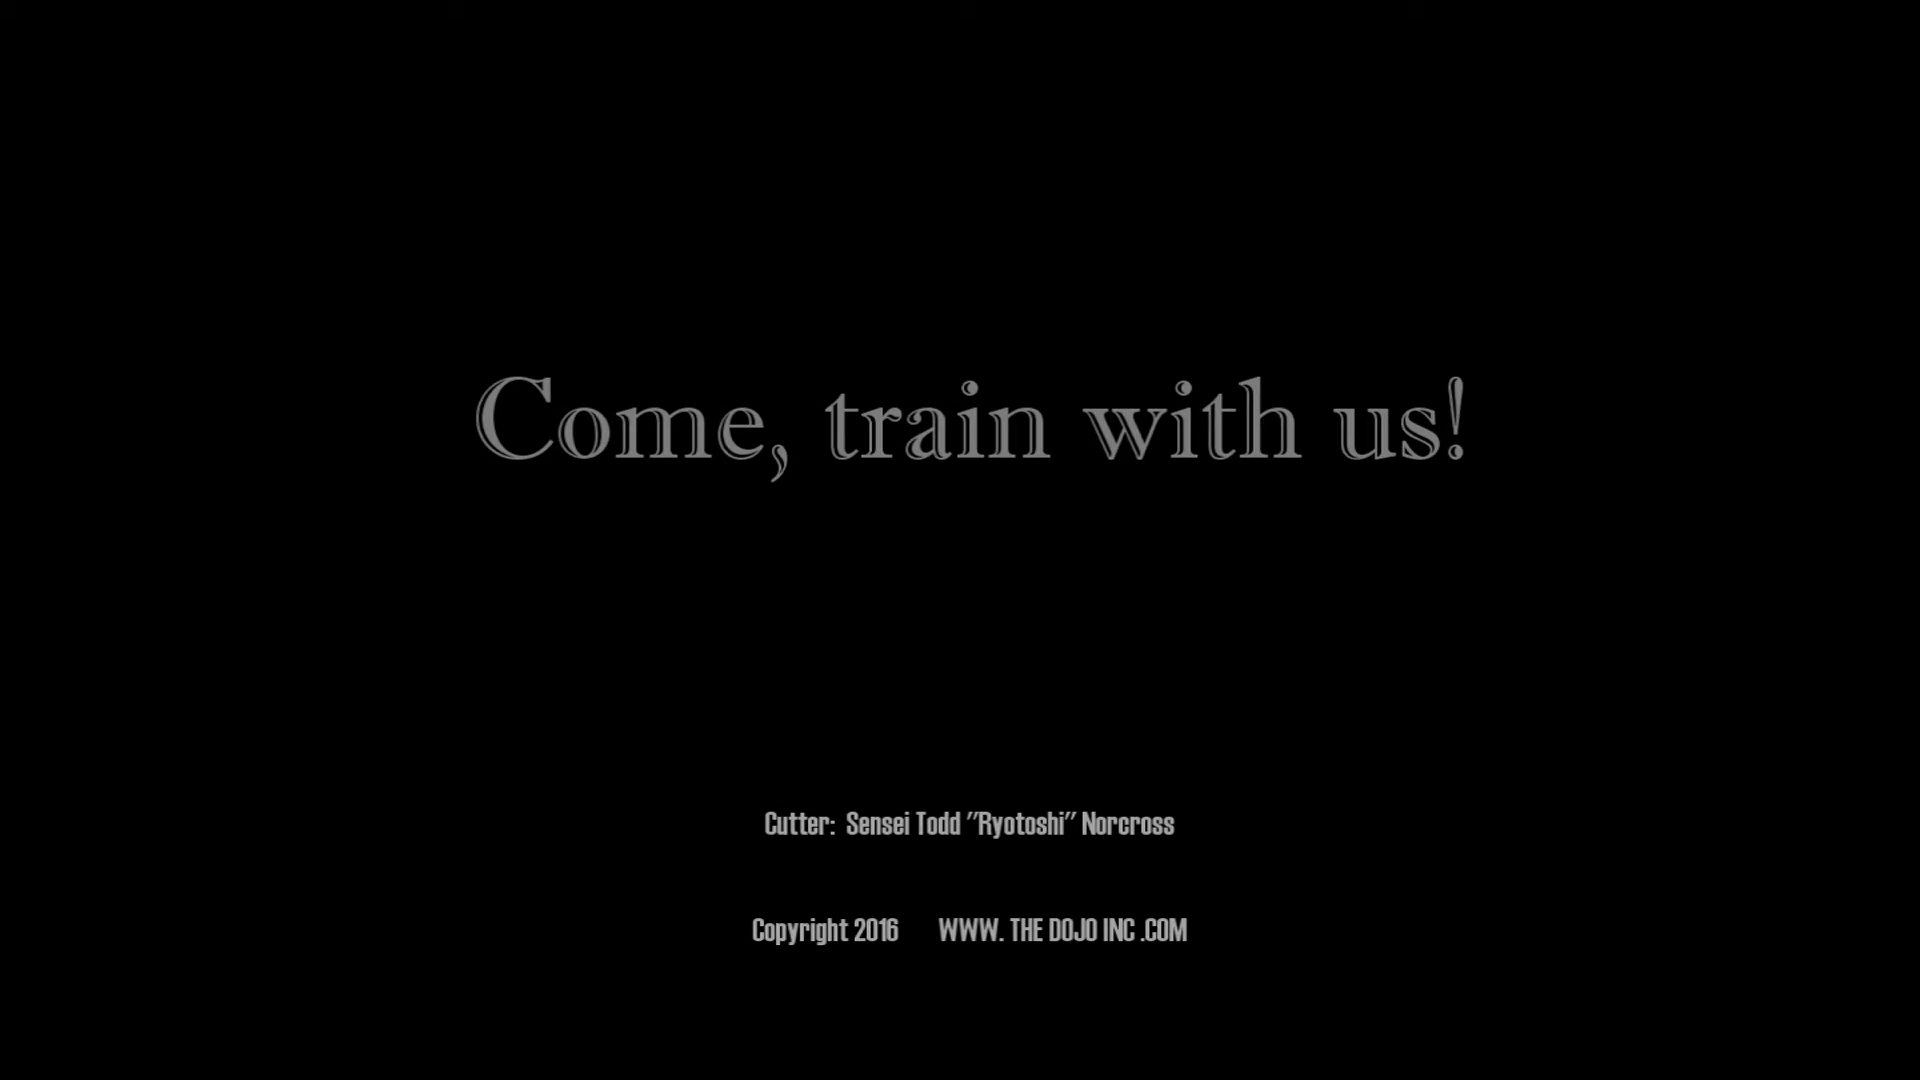 Come, train with us!
Cutter: Sensei Todd "Ryotoshi" Norcross
Copyright 2016 WWW. THE DOJO INC .COM